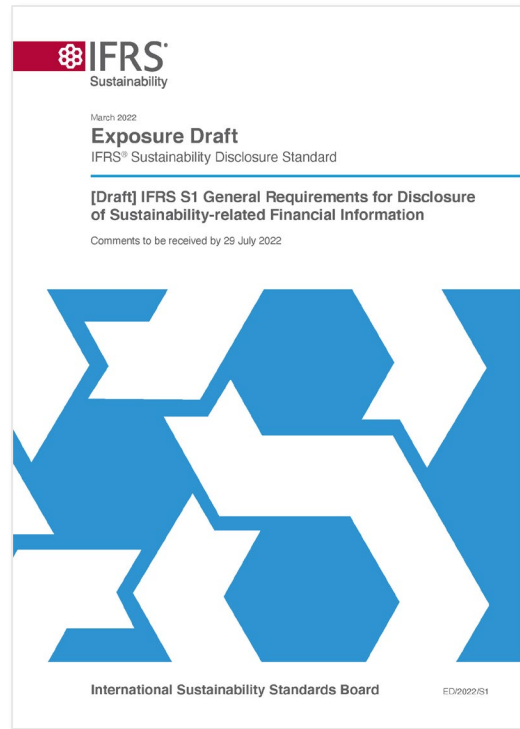 IFRS®
Sustainability
March 2022
Exposure Draft
IFRS® Sustainability Disclosure Standard
[Draft] IFRS S1 General Requirements for Disclosure
of Sustainability-related Financial Information
Comments to be received by 29 July 2022
International Sustainability Standards Board
ED/2022/S1